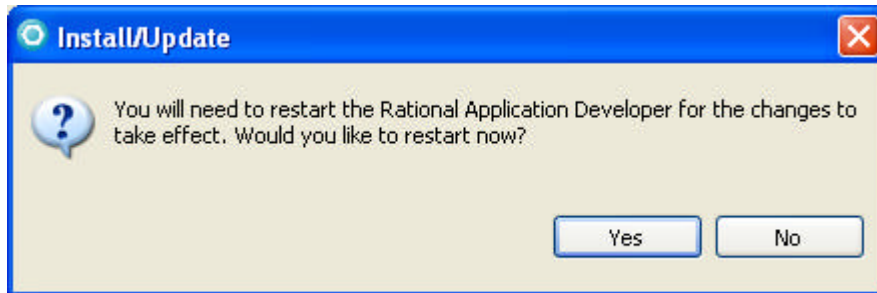 Install/Update
You will need to restart the Rational Application Developer for the changes to
take effect. Would you like to restart now?
Yes No